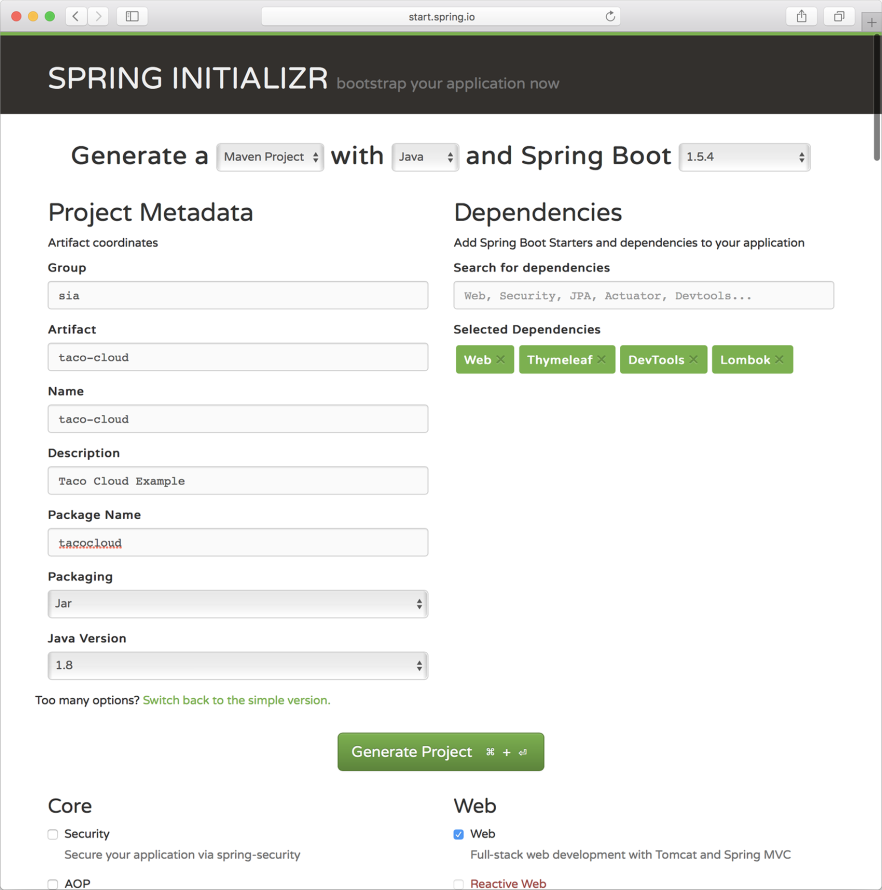 start.spring.io
SPRING INITIALIZR bootstrap your application now
Generate a Maven Project with Java and Spring Boot 1.5.4
Project Metadata
Artifact coordinates
Group
sia
Artifact
taco-cloud
Name
taco-cloud
Description
Taco Cloud Example
Package Name
tacocloud
Packaging
Jar
Java Version
1.8
Dependencies
Add Spring Boot Starters and dependencies to your application
Search for dependencies
Web, Security, JPA, Actuator, Devtools...
Selected Dependencies
Web × Thymeleaf × DevTools × Lombok ×
Too many options? Switch back to the simple version.
Generate Project ⌘ + ⏎
Core
Security
Secure your application via spring-security
AOP
Web
Web
Full-stack web development with Tomcat and Spring MVC
Reactive Web